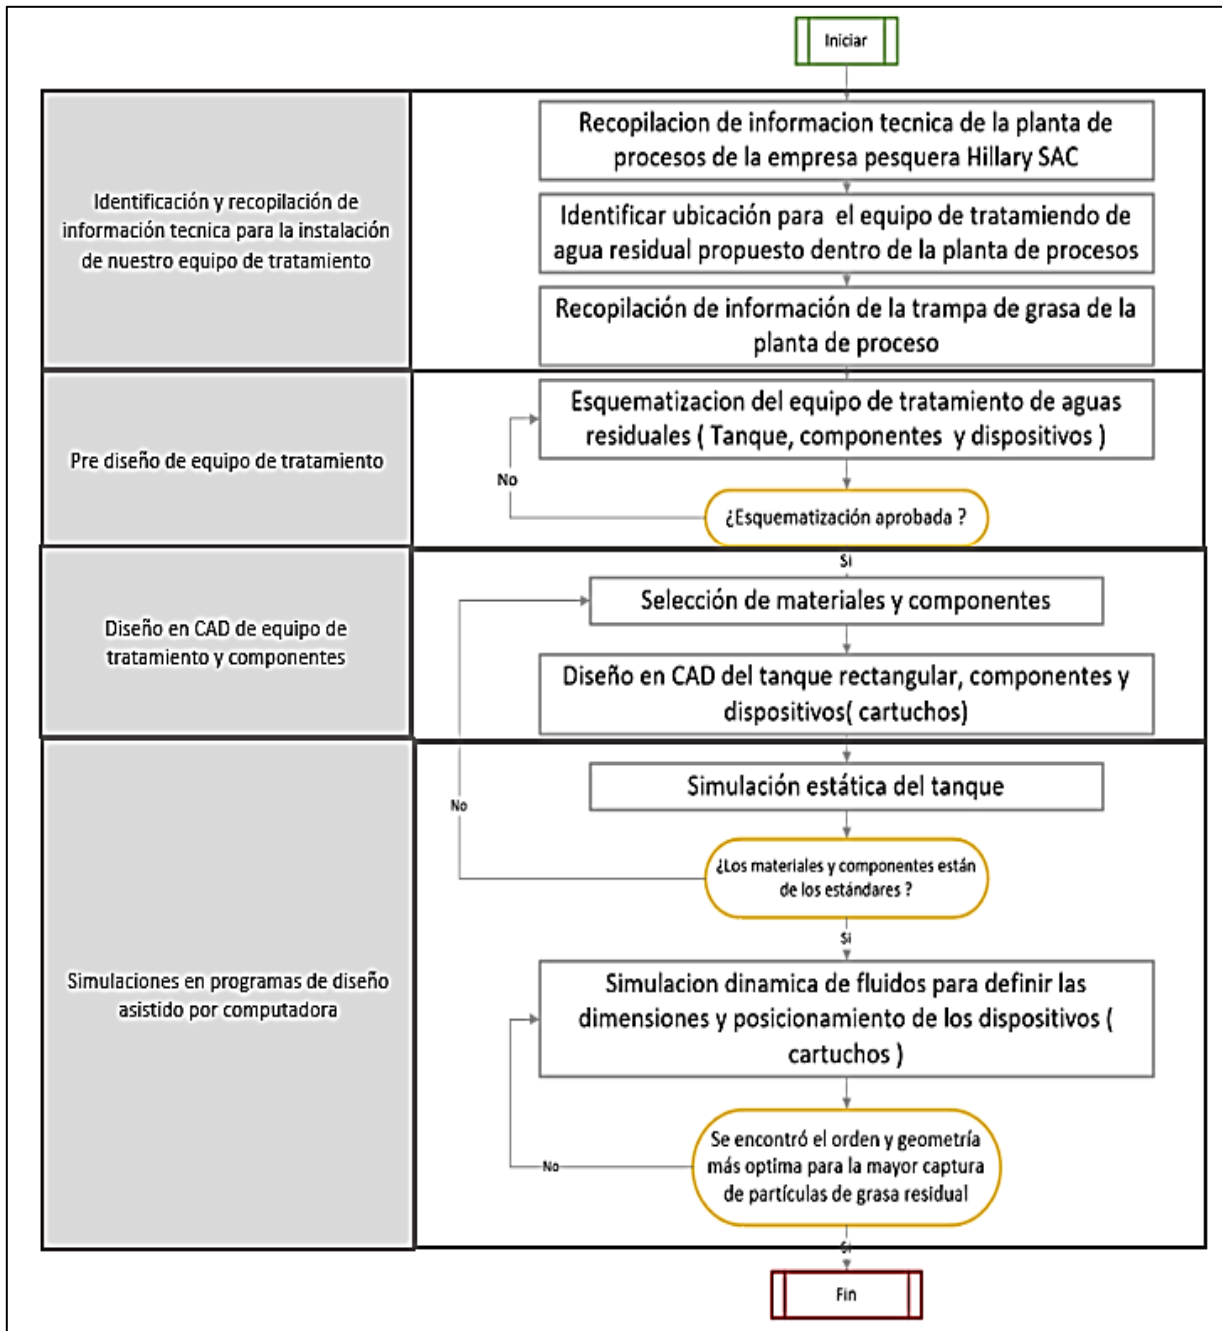 Iniciar
Identificación y recopilación de
información tecnica para la instalación
de nuestro equipo de tratamiento
Recopilacion de informacion tecnica de la planta de
procesos de la empresa pesquera Hillary SAC
Identificar ubicación para el equipo de tratamiendo de
agua residual propuesto dentro de la planta de procesos
Recopilación de información de la trampa de grasa de la
planta de proceso
Pre diseño de equipo de tratamiento
Esquematizacion del equipo de tratamiento de aguas
residuales ( Tanque, componentes y dispositivos )
No
¿Esquematización aprobada ?
Si
Diseño en CAD de equipo de
tratamiento y componentes
Selección de materiales y componentes
Diseño en CAD del tanque rectangular, componentes y
dispositivos( cartuchos)
Simulaciones en programas de diseño
asistido por computadora
Simulación estática del tanque
No
¿Los materiales y componentes están
de los estándares ?
Si
Simulacion dinamica de fluidos para definir las
dimensiones y posicionamiento de los dispositivos (
cartuchos )
No
Se encontró el orden y geometría
más optima para la mayor captura
de partículas de grasa residual
Si
Fin